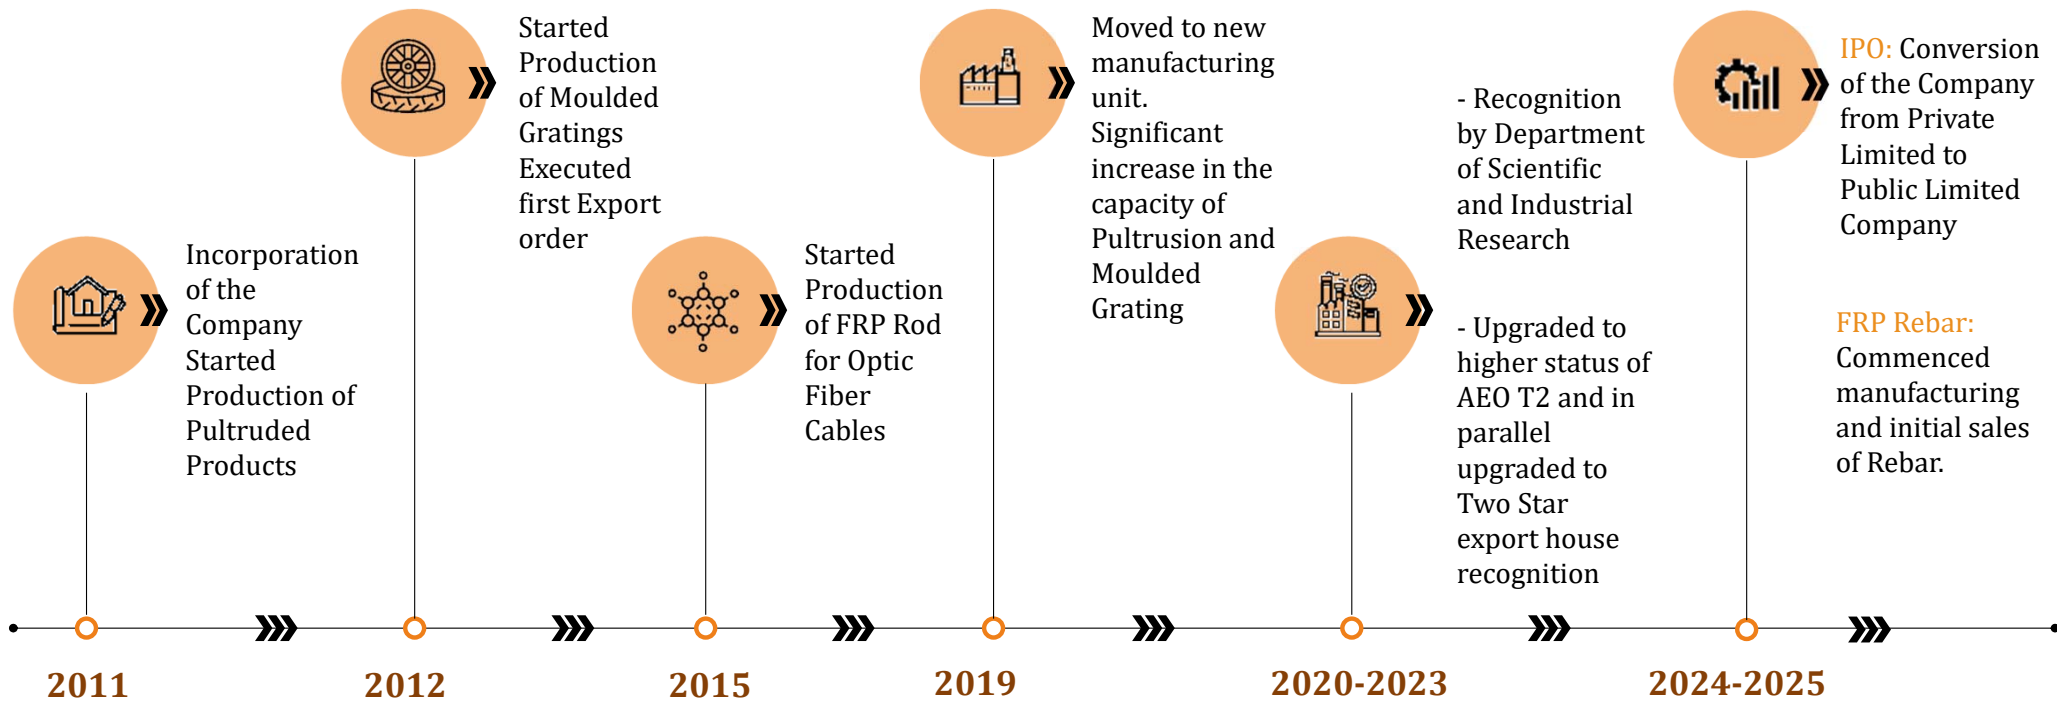 Incorporation
of the
Company
Started
Production of
Pultruded
Products
2011
Started
Production
of Moulded
Gratings
Executed
first Export
order
2012
Started
Production
of FRP Rod
for Optic
Fiber
Cables
2015
Moved to new
manufacturing
unit.
Significant
increase in the
capacity of
Pultrusion and
Moulded
Grating
2019
- Recognition
by Department
of Scientific
and Industrial
Research
- Upgraded to
higher status of
AEO T2 and in
parallel
upgraded to
Two Star
export house
recognition
2020-2023
IPO: Conversion
of the Company
from Private
Limited to
Public Limited
Company
FRP Rebar:
Commenced
manufacturing
and initial sales
of Rebar.
2024-2025